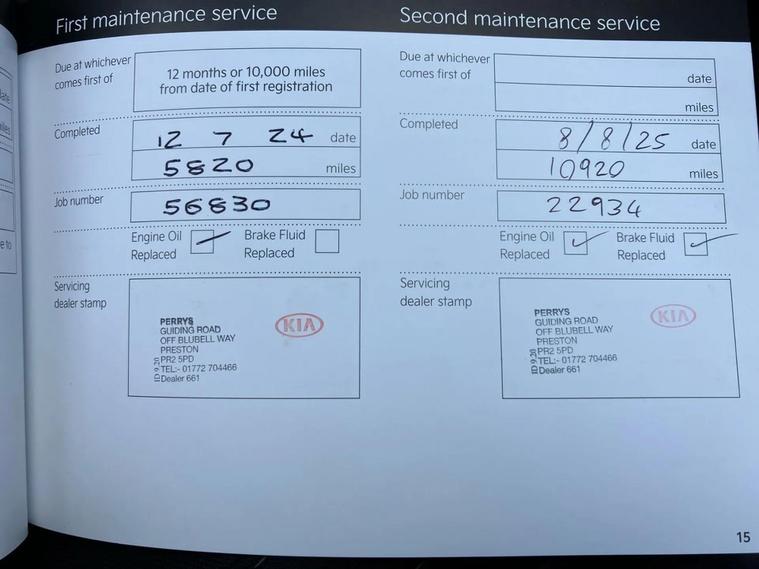 First maintenance service
Due at whichever
comes first of
12 months or 10,000 miles
from date of first registration
Completed
12 7 24 date
5820 miles
Job number
56830
Engine Oil
Replaced
Brake Fluid
Replaced
Servicing
dealer stamp
PERRYS
GUIDING ROAD
OFF BLUBELL WAY
PRESTON
PR2 5PD
TEL:- 01772 704466
Dealer 661
KIA
Second maintenance service
Due at whichever
comes first of
date
miles
Completed
8/8/25 date
10920 miles
Job number
22934
Engine Oil
Replaced
Brake Fluid
Replaced
Servicing
dealer stamp
PERRYS
GUIDING ROAD
OFF BLUBELL WAY
PRESTON
PR2 5PD
TEL:- 01772 704466
Dealer 661
KIA
15